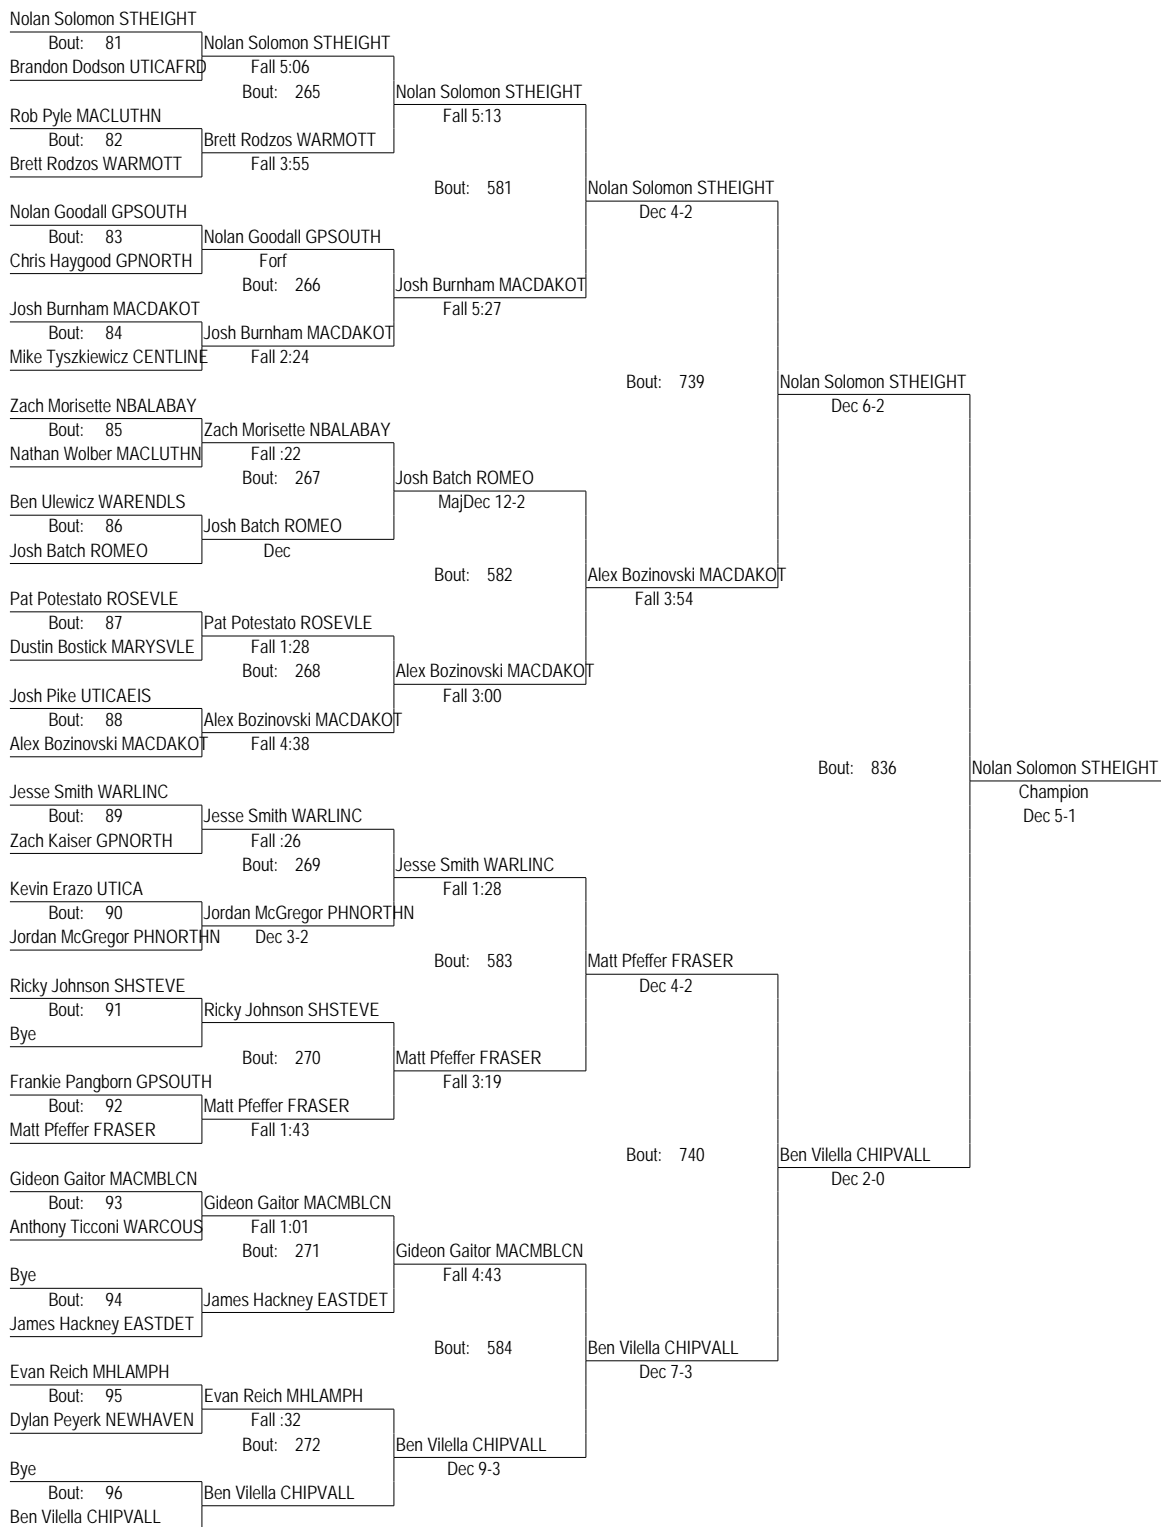 Nolan Solomon STHEIGHT
Bout: 81
Nolan Solomon STHEIGHT
Brandon Dodson UTICAFRD
Fall 5:06
Bout: 265
Nolan Solomon STHEIGHT
Rob Pyle MACLUTHN
Fall 5:13
Bout: 82
Brett Rodzos WARMOTT
Brett Rodzos WARMOTT
Fall 3:55
Bout: 581
Nolan Solomon STHEIGHT
Nolan Goodall GPSOUTH
Dec 4-2
Bout: 83
Nolan Goodall GPSOUTH
Chris Haygood GPNORTH
Forf
Bout: 266
Josh Burnham MACDAKOT
Josh Burnham MACDAKOT
Fall 5:27
Bout: 84
Josh Burnham MACDAKOT
Mike Tyszkiewicz CENTLINE
Fall 2:24
Bout: 739
Nolan Solomon STHEIGHT
Zach Morisette NBALABAY
Dec 6-2
Bout: 85
Zach Morisette NBALABAY
Nathan Wolber MACLUTHN
Fall :22
Bout: 267
Josh Batch ROMEO
Ben Ulewicz WARENDLS
MajDec 12-2
Bout: 86
Josh Batch ROMEO
Josh Batch ROMEO
Dec
Bout: 582
Alex Bozinovski MACDAKOT
Pat Potestato ROSEVLE
Fall 3:54
Bout: 87
Pat Potestato ROSEVLE
Dustin Bostick MARYSVLE
Fall 1:28
Bout: 268
Alex Bozinovski MACDAKOT
Josh Pike UTICAEIS
Fall 3:00
Bout: 88
Alex Bozinovski MACDAKOT
Alex Bozinovski MACDAKOT
Fall 4:38
Bout: 836
Nolan Solomon STHEIGHT
Jesse Smith WARLINC
Champion
Bout: 89
Jesse Smith WARLINC
Dec 5-1
Zach Kaiser GPNORTH
Fall :26
Bout: 269
Jesse Smith WARLINC
Kevin Erazo UTICA
Fall 1:28
Bout: 90
Jordan McGregor PHNORTHN
Jordan McGregor PHNORTHN
Dec 3-2
Bout: 583
Matt Pfeffer FRASER
Ricky Johnson SHSTEVE
Dec 4-2
Bout: 91
Ricky Johnson SHSTEVE
Bye
Bout: 270
Matt Pfeffer FRASER
Frankie Pangborn GPSOUTH
Fall 3:19
Bout: 92
Matt Pfeffer FRASER
Matt Pfeffer FRASER
Fall 1:43
Bout: 740
Ben Vilella CHIPVALL
Gideon Gaitor MACMBLCN
Dec 2-0
Bout: 93
Gideon Gaitor MACMBLCN
Anthony Ticconi WARCOUS
Fall 1:01
Bout: 271
Gideon Gaitor MACMBLCN
Bye
Fall 4:43
Bout: 94
James Hackney EASTDET
James Hackney EASTDET
Bout: 584
Ben Vilella CHIPVALL
Evan Reich MHLAMPH
Dec 7-3
Bout: 95
Evan Reich MHLAMPH
Dylan Peyerk NEWHAVEN
Fall :32
Bout: 272
Ben Vilella CHIPVALL
Bye
Dec 9-3
Bout: 96
Ben Vilella CHIPVALL
Ben Vilella CHIPVALL